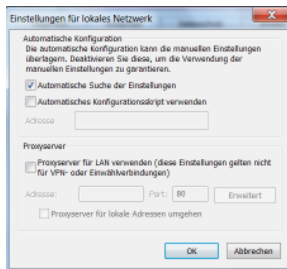 Einstellungen für lokales Netzwerk
Automatische Konfiguration
Die automatische Konfiguration kann die manuellen Einstellungen
überlagern. Deaktivieren Sie diese, um die Verwendung der
manuellen Einstellungen zu garantieren.
Automatische Suche der Einstellungen
Automatisches Konfigurationsskript verwenden
Adresse
Proxyserver
Proxyserver für LAN verwenden (diese Einstellungen gelten nicht
für VPN- oder Einwählverbindungen)
Adresse: Port: 80 Erweitert
Proxyserver für lokale Adressen umgehen
OK Abbrechen